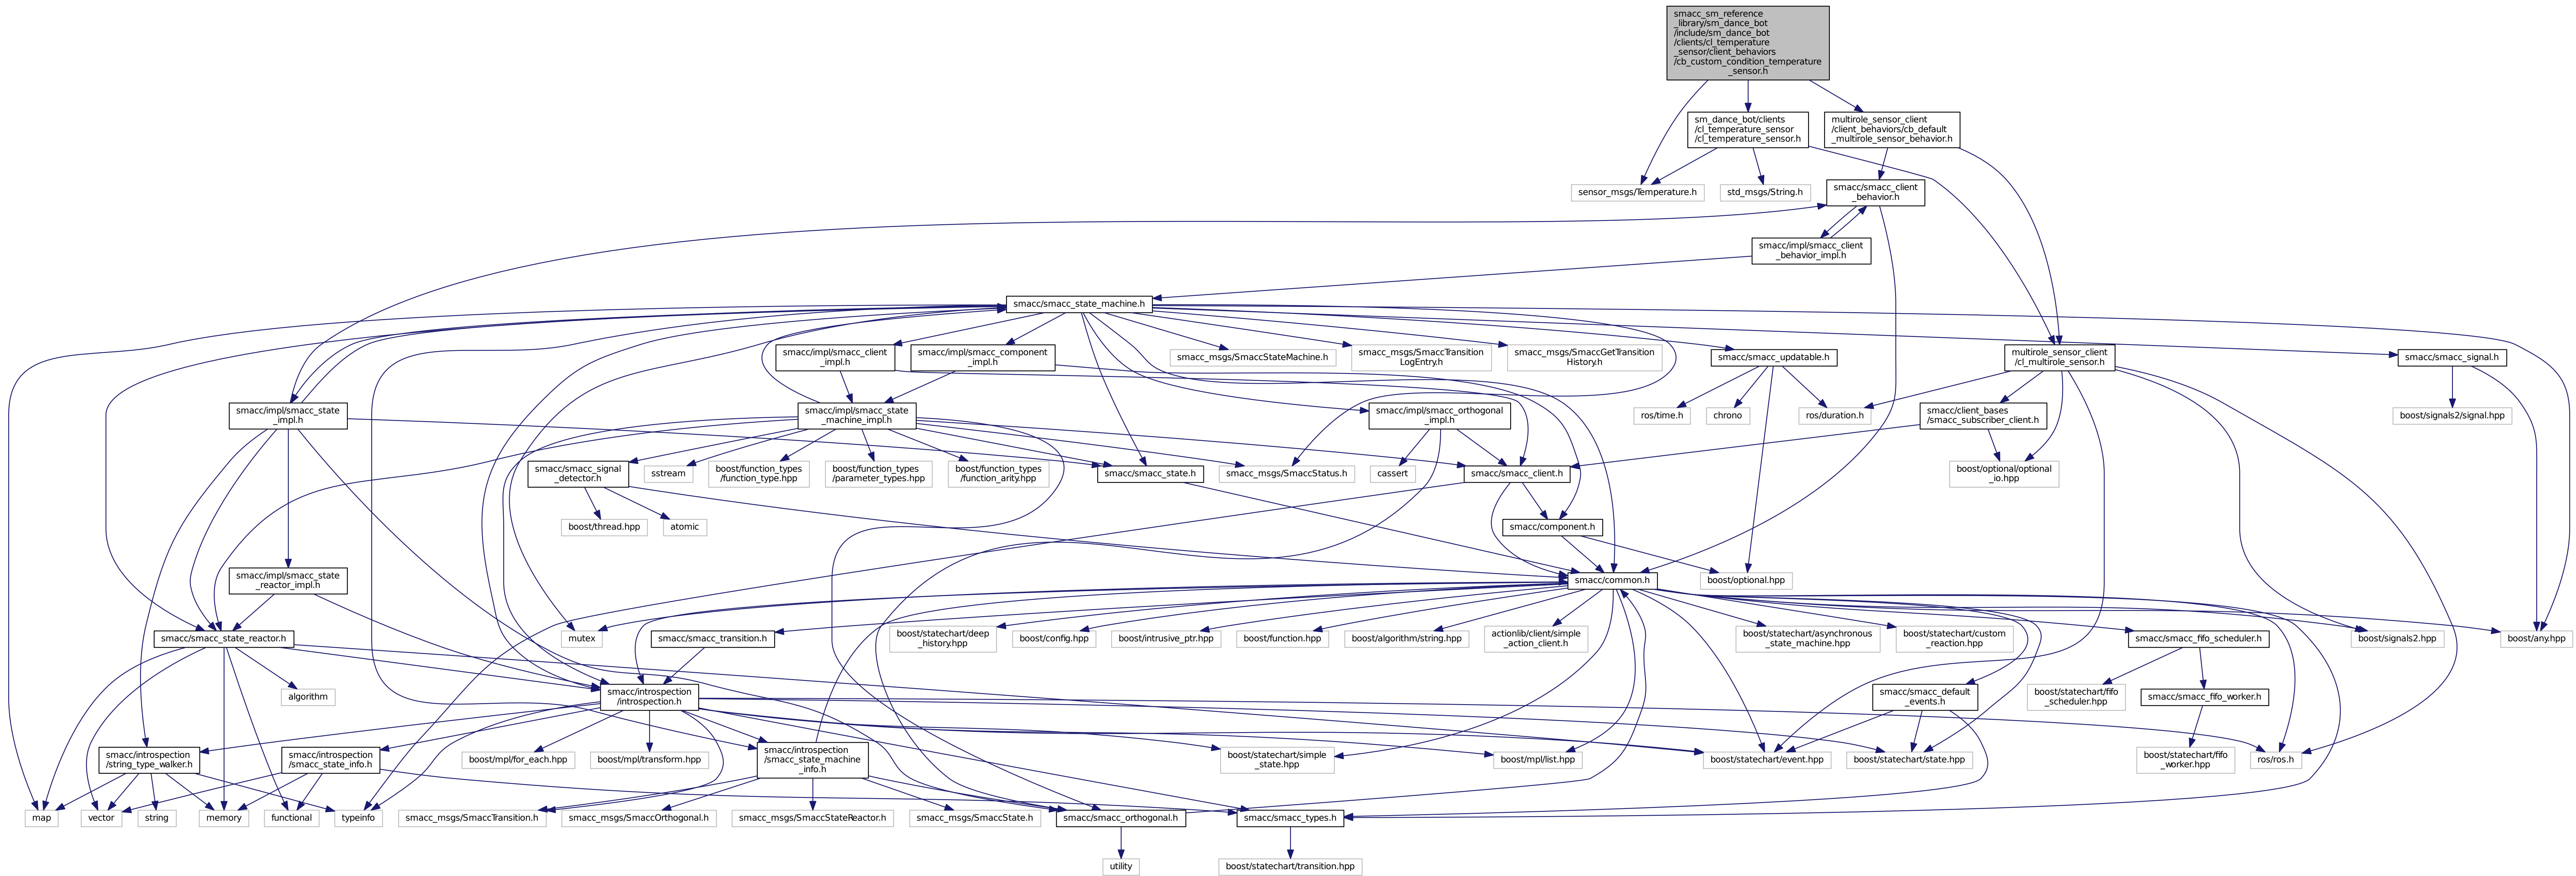 smacc_sm_reference
_library/sm_dance_bot
/include/sm_dance_bot
/clients/cl_temperature
_sensor/client_behaviors
/cb_custom_condition_temperature
_sensor.h
sm_dance_bot/clients
/cl_temperature_sensor
/cl_temperature_sensor.h
multirole_sensor_client
/client_behaviors/cb_default
_multirole_sensor_behavior.h
sensor_msgs/Temperature.h
std_msgs/String.h
smacc/smacc_client
_behavior.h
smacc/impl/smacc_client
_behavior_impl.h
smacc/smacc_state_machine.h
smacc/impl/smacc_client
_impl.h
smacc/impl/smacc_component
_impl.h
smacc_msgs/SmaccStateMachine.h
smacc_msgs/SmaccTransition
LogEntry.h
smacc_msgs/SmaccGetTransition
History.h
smacc/smacc_updatable.h
multirole_sensor_client
/cl_multirole_sensor.h
smacc/smacc_signal.h
smacc/impl/smacc_state
_impl.h
smacc/impl/smacc_state
_machine_impl.h
smacc/impl/smacc_orthogonal
_impl.h
ros/time.h
chrono
ros/duration.h
smacc/client_bases
/smacc_subscriber_client.h
boost/signals2/signal.hpp
smacc/smacc_signal
_detector.h
sstream
boost/function_types
/function_type.hpp
boost/function_types
/parameter_types.hpp
boost/function_types
/function_arity.hpp
smacc/smacc_state.h
smacc_msgs/SmaccStatus.h
cassert
smacc/smacc_client.h
boost/optional/optional
_io.hpp
boost/thread.hpp
atomic
smacc/component.h
smacc/impl/smacc_state
_reactor_impl.h
smacc/common.h
boost/optional.hpp
smacc/smacc_state_reactor.h
mutex
smacc/smacc_transition.h
boost/statechart/deep
_history.hpp
boost/config.hpp
boost/intrusive_ptr.hpp
boost/function.hpp
boost/algorithm/string.hpp
actionlib/client/simple
_action_client.h
boost/statechart/asynchronous
_state_machine.hpp
boost/statechart/custom
_reaction.hpp
smacc/smacc_fifo_scheduler.h
boost/signals2.hpp
boost/any.hpp
algorithm
smacc/introspection
/introspection.h
smacc/smacc_default
_events.h
boost/statechart/fifo
_scheduler.hpp
smacc/smacc_fifo_worker.h
smacc/introspection
/string_type_walker.h
smacc/introspection
/smacc_state_info.h
boost/mpl/for_each.hpp
boost/mpl/transform.hpp
smacc/introspection
/smacc_state_machine
_info.h
boost/statechart/simple
_state.hpp
boost/mpl/list.hpp
boost/statechart/event.hpp
boost/statechart/state.hpp
boost/statechart/fifo
_worker.hpp
ros/ros.h
map
vector
string
memory
functional
typeinfo
smacc_msgs/SmaccTransition.h
smacc_msgs/SmaccOrthogonal.h
smacc_msgs/SmaccStateReactor.h
smacc_msgs/SmaccState.h
smacc/smacc_orthogonal.h
smacc/smacc_types.h
utility
boost/statechart/transition.hpp